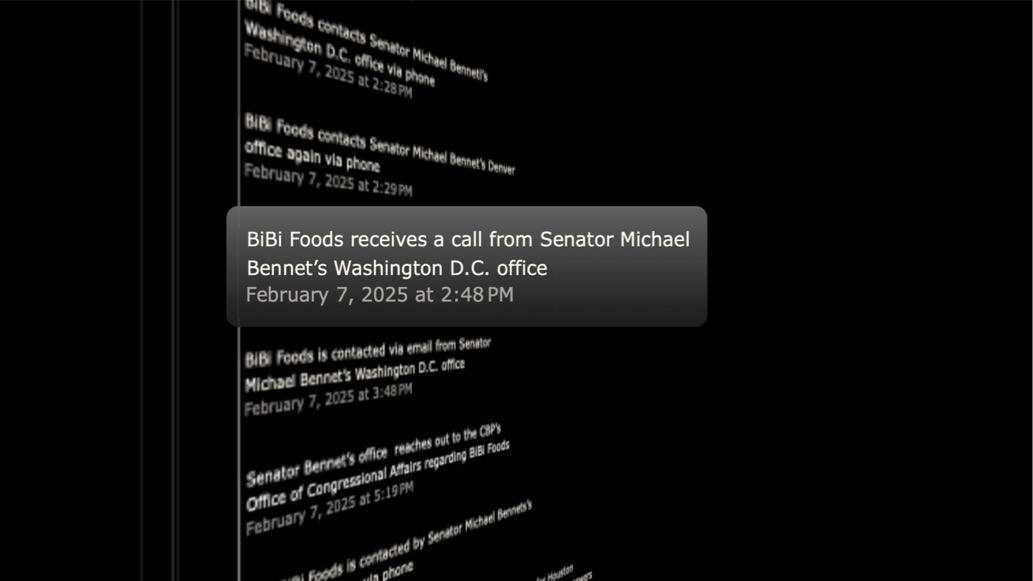 BiBi Foods contacts Senator Michael Bennett's
Washington D.C. office via phone
February 7, 2025 at 2:28 PM
BiBi Foods contacts Senator Michael Bennet's Denver
office again via phone
February 7, 2025 at 2:29 PM
BiBi Foods receives a call from Senator Michael
Bennet’s Washington D.C. office
February 7, 2025 at 2:48 PM
BiBi Foods is contacted via email from Senator
Michael Bennet's Washington D.C. office
February 7, 2025 at 3:48 PM
Senator Bennet's office reaches out to the CBP's
Office of Congressional Affairs regarding BiBi Foods
February 7, 2025 at 5:19 PM
BiBi Foods is contacted by Senator Michael Bennets's
via phone
for Houston